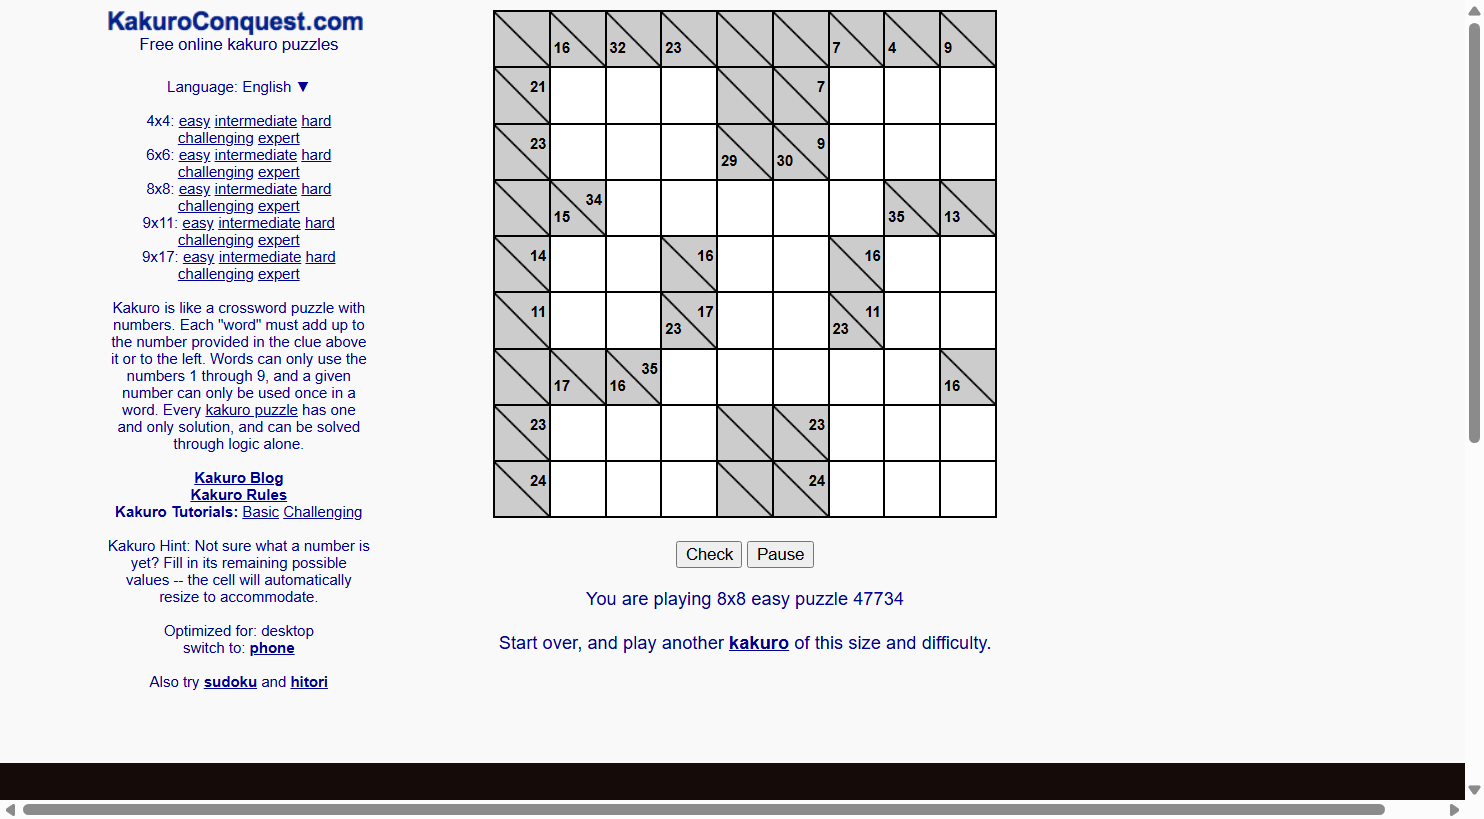 KakuroConquest.com
Free online kakuro puzzles
Language: English ▼
4x4: easy intermediate hard
challenging expert
6x6: easy intermediate hard
challenging expert
8x8: easy intermediate hard
challenging expert
9x11: easy intermediate hard
challenging expert
9x17: easy intermediate hard
challenging expert
Kakuro is like a crossword puzzle with
numbers. Each "word" must add up to
the number provided in the clue above
it or to the left. Words can only use the
numbers 1 through 9, and a given
number can only be used once in a
word. Every kakuro puzzle has one
and only solution, and can be solved
through logic alone.
Kakuro Blog
Kakuro Rules
Kakuro Tutorials: Basic Challenging
Kakuro Hint: Not sure what a number is
yet? Fill in its remaining possible
values -- the cell will automatically
resize to accommodate.
Optimized for: desktop
switch to: phone
Also try sudoku and hitori
16 32 23 7 4 9
21 7
23 29 30 9
15 34 35 13
14 16 16
11 23 17 23 11
17 16 35 16
23 23
24 24
Check Pause
You are playing 8x8 easy puzzle 47734
Start over, and play another kakuro of this size and difficulty.